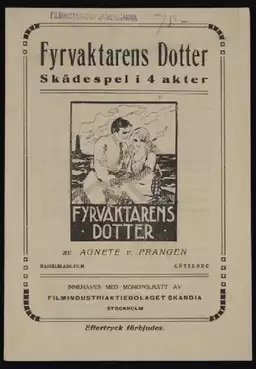 Fyrvaktarens Dotter
Skådespel i 4 akter
FYRVAKTARENS
DOTTER
av AGNETE v. PRANGEN
HASSELBLADS-FILM GÖTEBORG
INNEHAVES MED MONOPOLRÄTT AV
FILMINDUSTRIAKTIEBOLAGET SKANDIA
STOCKHOLM
Eftertryck förbjudes.